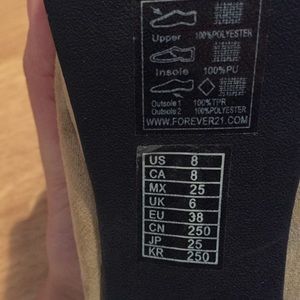 Upper 100%POLYESTER
Insole 100%PU
Outsole 1 100%TPR
Outsole 2 100%POLYESTER
WWW.FOREVER21.COM
US 8
CA 8
MX 25
UK 6
EU 38
CN 250
JP 25
KR 250